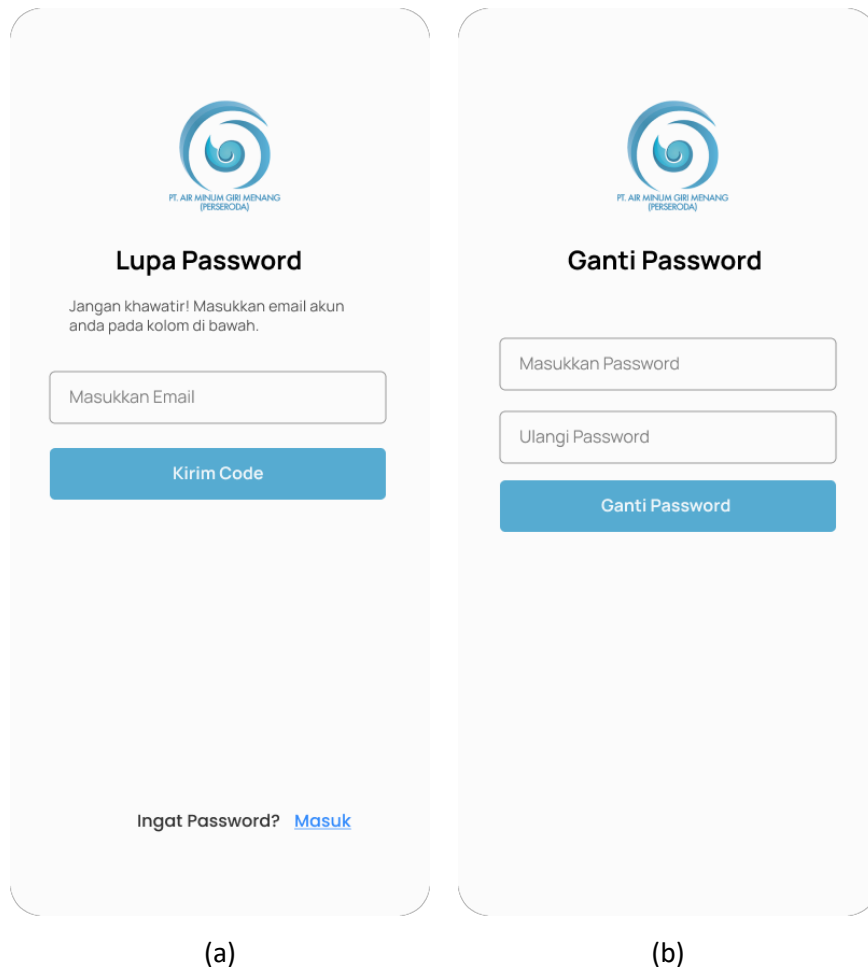 PT. AIR MINUM GIRI MENANG
(PERSERODA)
Lupa Password
Jangan khawatir! Masukkan email akun
anda pada kolom di bawah.
Masukkan Email
Kirim Code
Ingat Password? Masuk
(a)
PT. AIR MINUM GIRI MENANG
(PERSERODA)
Ganti Password
Masukkan Password
Ulangi Password
Ganti Password
(b)